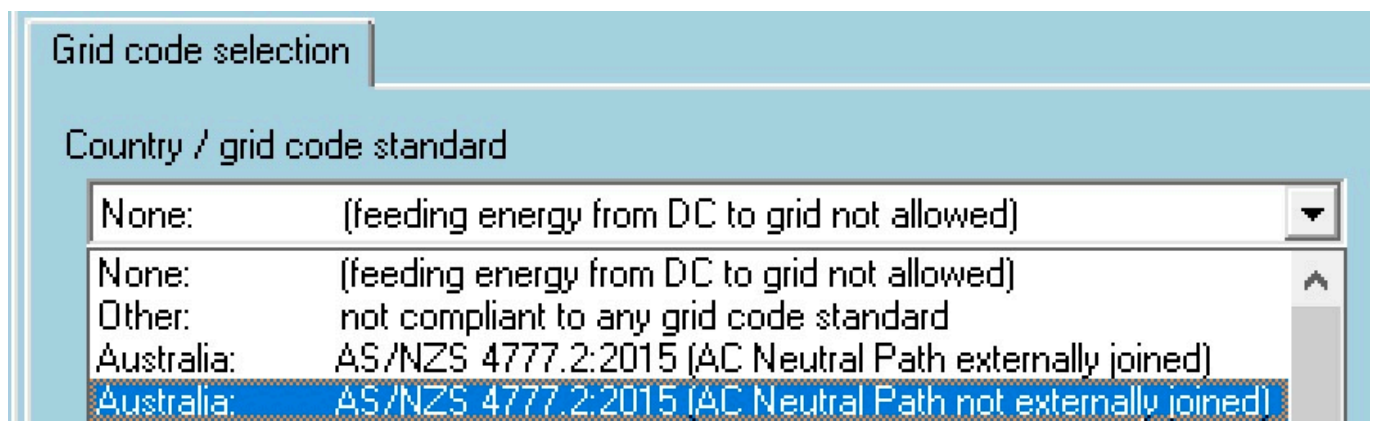 Grid code selection
Country / grid code standard
None: (feeding energy from DC to grid not allowed)
None: (feeding energy from DC to grid not allowed)
Other: not compliant to any grid code standard
Australia: AS/NZS 4777.2:2015 (AC Neutral Path externally joined)
Australia: AS/NZS 4777.2:2015 (AC Neutral Path not externally joined)